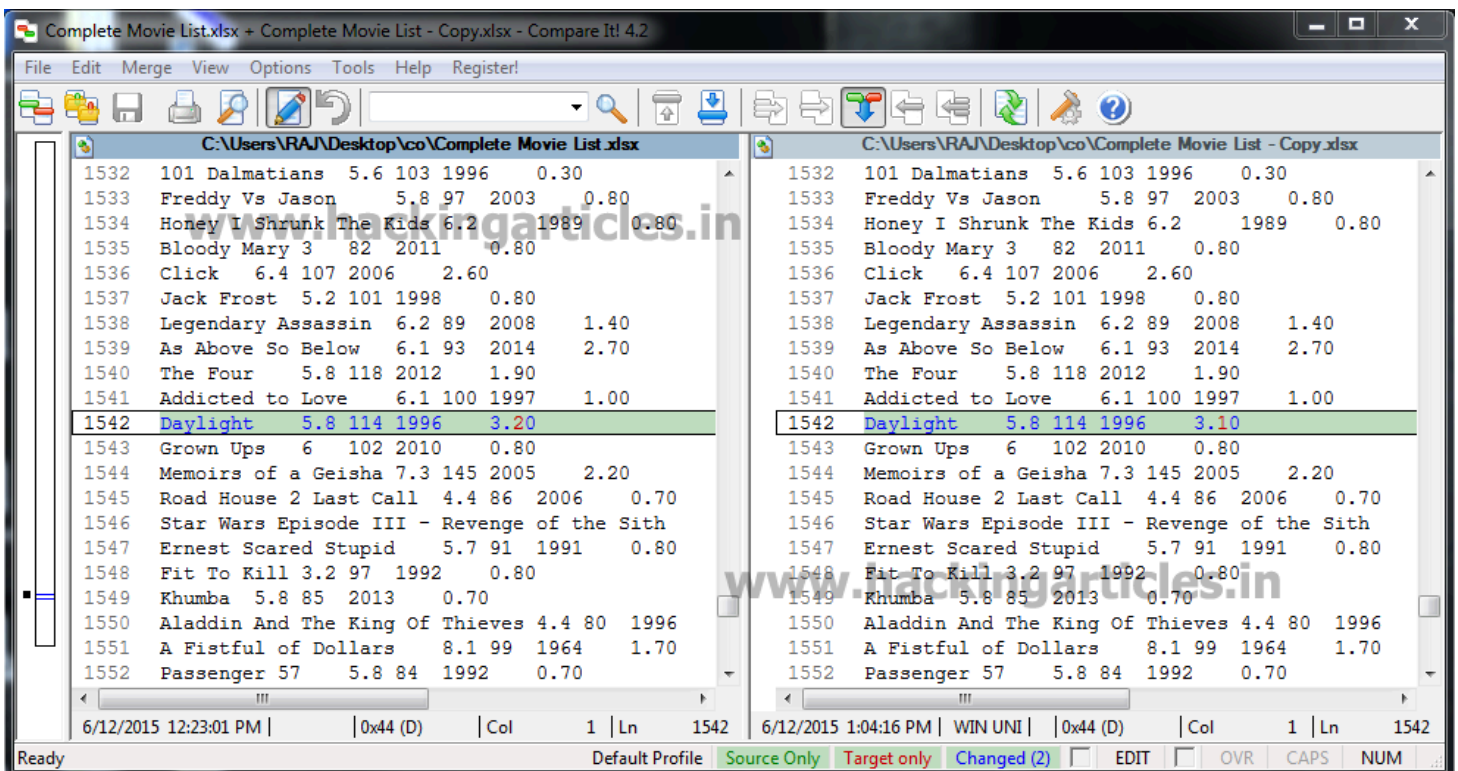 Complete Movie List.xlsx + Complete Movie List - Copy.xlsx - Compare It! 4.2
File Edit Merge View Options Tools Help Register!
C:\Users\RAJ\Desktop\co\Complete Movie List.xlsx
1532 101 Dalmatians 5.6 103 1996 0.30
1533 Freddy Vs Jason 5.8 97 2003 0.80
www.hackingarticles.in
1534 Honey I Shrunk The Kids 6.2 1989 0.80
1535 Bloody Mary 3 82 2011 0.80
1536 Click 6.4 107 2006 2.60
1537 Jack Frost 5.2 101 1998 0.80
1538 Legendary Assassin 6.2 89 2008 1.40
1539 As Above So Below 6.1 93 2014 2.70
1540 The Four 5.8 118 2012 1.90
1541 Addicted to Love 6.1 100 1997 1.00
1542 Daylight 5.8 114 1996 3.20
1543 Grown Ups 6 102 2010 0.80
1544 Memoirs of a Geisha 7.3 145 2005 2.20
1545 Road House 2 Last Call 4.4 86 2006 0.70
1546 Star Wars Episode III - Revenge of the Sith
1547 Ernest Scared Stupid 5.7 91 1991 0.80
1548 Fit To Kill 3.2 97 1992 0.80
1549 Khumba 5.8 85 2013 0.70
1550 Aladdin And The King Of Thieves 4.4 80 1996
1551 A Fistful of Dollars 8.1 99 1964 1.70
1552 Passenger 57 5.8 84 1992 0.70
6/12/2015 12:23:01 PM 0x44 (D) Col 1 Ln 1542
C:\Users\RAJ\Desktop\co\Complete Movie List - Copy.xlsx
1532 101 Dalmatians 5.6 103 1996 0.30
1533 Freddy Vs Jason 5.8 97 2003 0.80
1534 Honey I Shrunk The Kids 6.2 1989 0.80
1535 Bloody Mary 3 82 2011 0.80
1536 Click 6.4 107 2006 2.60
1537 Jack Frost 5.2 101 1998 0.80
1538 Legendary Assassin 6.2 89 2008 1.40
1539 As Above So Below 6.1 93 2014 2.70
1540 The Four 5.8 118 2012 1.90
1541 Addicted to Love 6.1 100 1997 1.00
1542 Daylight 5.8 114 1996 3.10
1543 Grown Ups 6 102 2010 0.80
1544 Memoirs of a Geisha 7.3 145 2005 2.20
1545 Road House 2 Last Call 4.4 86 2006 0.70
1546 Star Wars Episode III - Revenge of the Sith
1547 Ernest Scared Stupid 5.7 91 1991 0.80
1548 Fit To Kill 3.2 97 1992 0.80
www.hackingarticles.in
1549 Khumba 5.8 85 2013 0.70
1550 Aladdin And The King Of Thieves 4.4 80 1996
1551 A Fistful of Dollars 8.1 99 1964 1.70
1552 Passenger 57 5.8 84 1992 0.70
6/12/2015 1:04:16 PM WIN UNI 0x44 (D) Col 1 Ln 1542
Ready Default Profile Source Only Target only Changed (2) EDIT OVR CAPS NUM